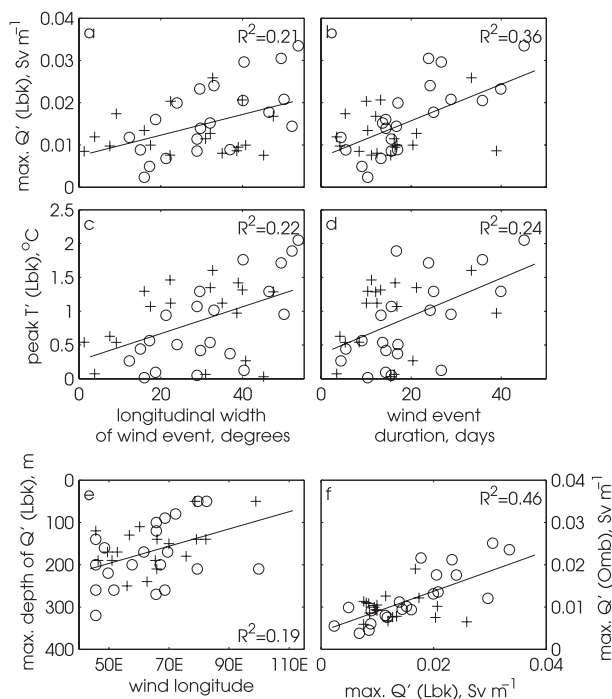 a
R²=0.21
b
R²=0.36
max. Q' (Lbk), Sv m⁻¹
0.04
0.03
0.02
0.01
0
c
R²=0.22
d
R²=0.24
peak T' (Lbk), °C
2.5
2
1.5
1
0.5
0
0 20 40
0 20 40
longitudinal width
of wind event, degrees
wind event
duration, days
e
R²=0.19
f
R²=0.46
max. depth of Q' (Lbk), m
0
100
200
300
400
50E 70E 90E 110E
wind longitude
0 0.02 0.04
max. Q' (Lbk), Sv m⁻¹
0.04
0.03
0.02
0.01
0
max. Q' (Omb), Sv m⁻¹